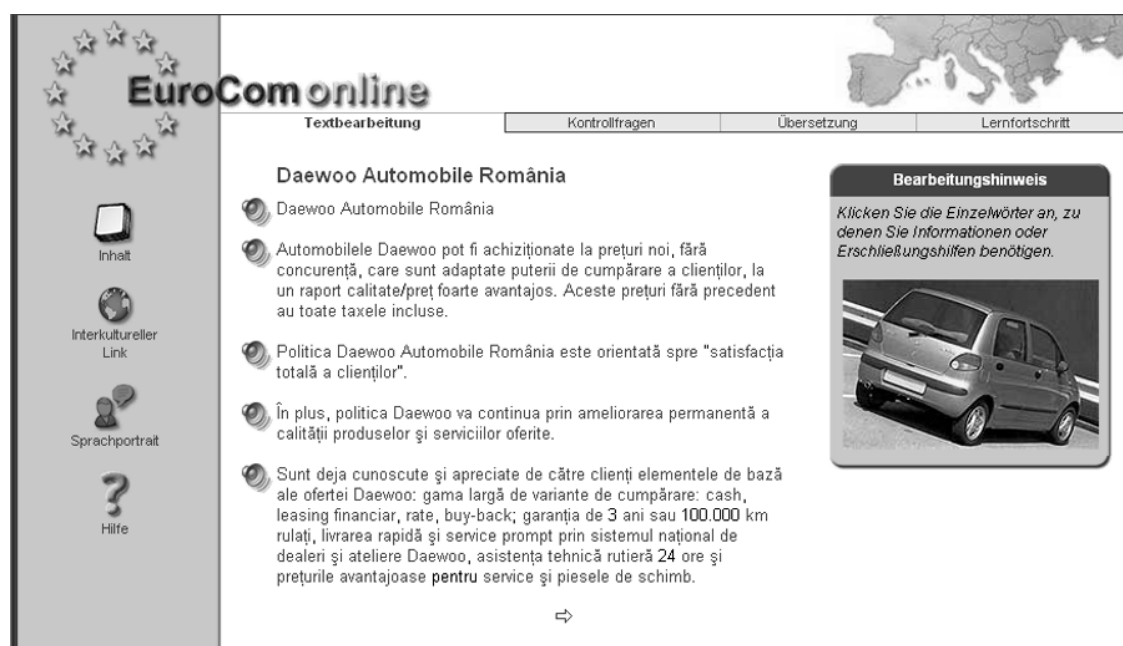 EuroCom online
Textbearbeitung
Kontrollfragen
Übersetzung
Lernfortschritt
Inhalt
Interkultureller
Link
Sprachportrait
Hilfe
Daewoo Automobile România
Daewoo Automobile România
Automobilele Daewoo pot fi achiziționate la prețuri noi, fără
concurență, care sunt adaptate puterii de cumpărare a clienților, la
un raport calitate/preț foarte avantajos. Aceste prețuri fără precedent
au toate taxele incluse.
Politica Daewoo Automobile România este orientată spre "satisfacția
totală a clienților".
În plus, politica Daewoo va continua prin ameliorarea permanentă a
calității produselor şi serviciilor oferite.
Sunt deja cunoscute şi apreciate de către clienți elementele de bază
ale ofertei Daewoo: gama largă de variante de cumpărare: cash,
leasing financiar, rate, buy-back; garanția de 3 ani sau 100.000 km
rulați, livrarea rapidă şi service prompt prin sistemul național de
dealeri şi ateliere Daewoo, asistența tehnică rutieră 24 ore şi
prețurile avantajoase pentru service şi piesele de schimb.
Bearbeitungshinweis
Klicken Sie die Einzelwörter an, zu
denen Sie Informationen oder
Erschließungshilfen benötigen.